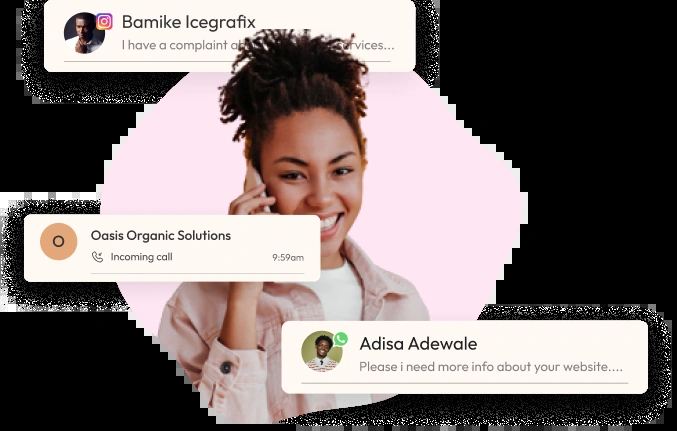 Bamike Icegrafix
I have a complaint rvices...
O
Oasis Organic Solutions
Incoming call 9:59am
Adisa Adewale
Please i need more info about your website....